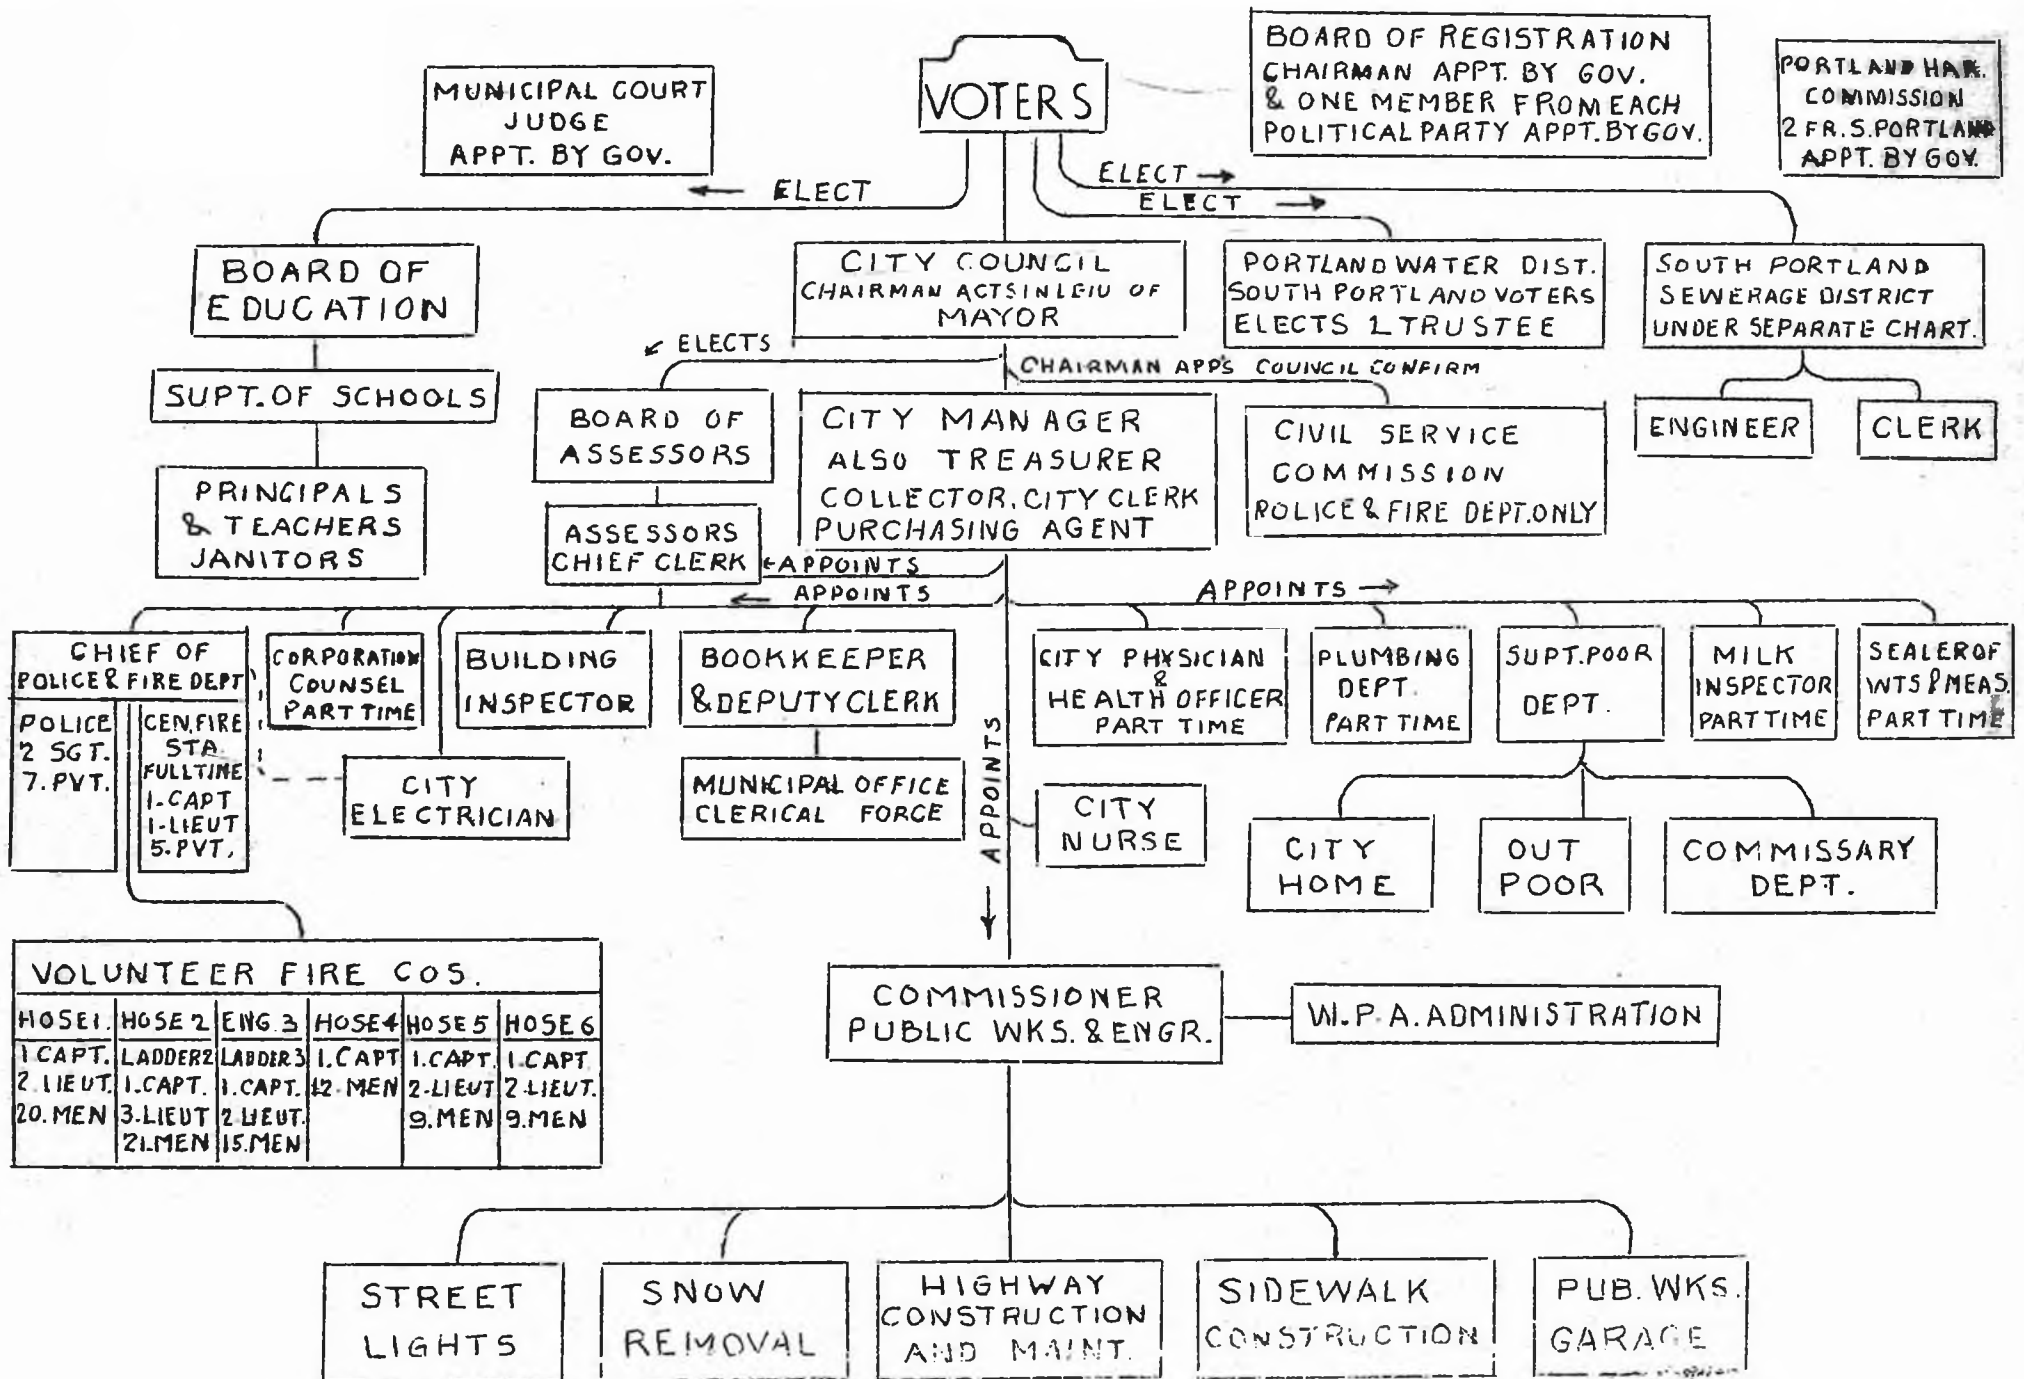 MUNICIPAL COURT
JUDGE
APPT. BY GOV.
VOTERS
BOARD OF REGISTRATION
CHAIRMAN APPT. BY GOV.
& ONE MEMBER FROM EACH
POLITICAL PARTY APPT. BY GOV.
PORTLAND HAR.
COMMISSION
2 FR. S. PORTLAND
APPT. BY GOV.
← ELECT
ELECT →
ELECT →
BOARD OF
EDUCATION
CITY COUNCIL
CHAIRMAN ACTS IN LEIU OF
MAYOR
PORTLAND WATER DIST.
SOUTH PORTLAND VOTERS
ELECTS 1 TRUSTEE
SOUTH PORTLAND
SEWERAGE DISTRICT
UNDER SEPARATE CHART.
↙ ELECTS
CHAIRMAN APP'S COUNCIL CONFIRM
SUPT. OF SCHOOLS
BOARD OF
ASSESSORS
CITY MANAGER
ALSO TREASURER
COLLECTOR, CITY CLERK
PURCHASING AGENT
CIVIL SERVICE
COMMISSION
POLICE & FIRE DEPT. ONLY
ENGINEER
CLERK
PRINCIPALS
& TEACHERS
JANITORS
ASSESSORS
CHIEF CLERK
← APPOINTS
← APPOINTS
APPOINTS →
CHIEF OF
POLICE & FIRE DEPT
POLICE
2 SGT.
7. PVT.
CEN. FIRE
STA.
FULL TIME
1. CAPT
1-LIEUT
5. PVT.
CORPORATION
COUNSEL
PART TIME
BUILDING
INSPECTOR
BOOKKEEPER
& DEPUTY CLERK
CITY PHYSICIAN
&
HEALTH OFFICER
PART TIME
PLUMBING
DEPT.
PART TIME
SUPT. POOR
DEPT.
MILK
INSPECTOR
PART TIME
SEALER OF
WTS & MEAS.
PART TIME
CITY
ELECTRICIAN
MUNICIPAL OFFICE
CLERICAL FORCE
← APPOINTS
CITY
NURSE
CITY
HOME
OUT
POOR
COMMISSARY
DEPT.
VOLUNTEER FIRE COS.
HOSE 1.
1 CAPT.
2. LIEUT.
20. MEN
HOSE 2
LADDER 2
1. CAPT.
3. LIEUT
21. MEN
ENG. 3
LADDER 3
1. CAPT.
2 LIEUT.
15. MEN
HOSE 4
1. CAPT
12. MEN
HOSE 5
1. CAPT.
2-LIEUT
9. MEN
HOSE 6
1. CAPT.
2-LIEUT.
9. MEN
COMMISSIONER
PUBLIC WKS. & ENGR.
W. P. A. ADMINISTRATION
STREET
LIGHTS
SNOW
REMOVAL
HIGHWAY
CONSTRUCTION
AND MAINT.
SIDEWALK
CONSTRUCTION
PUB. WKS.
GARAGE